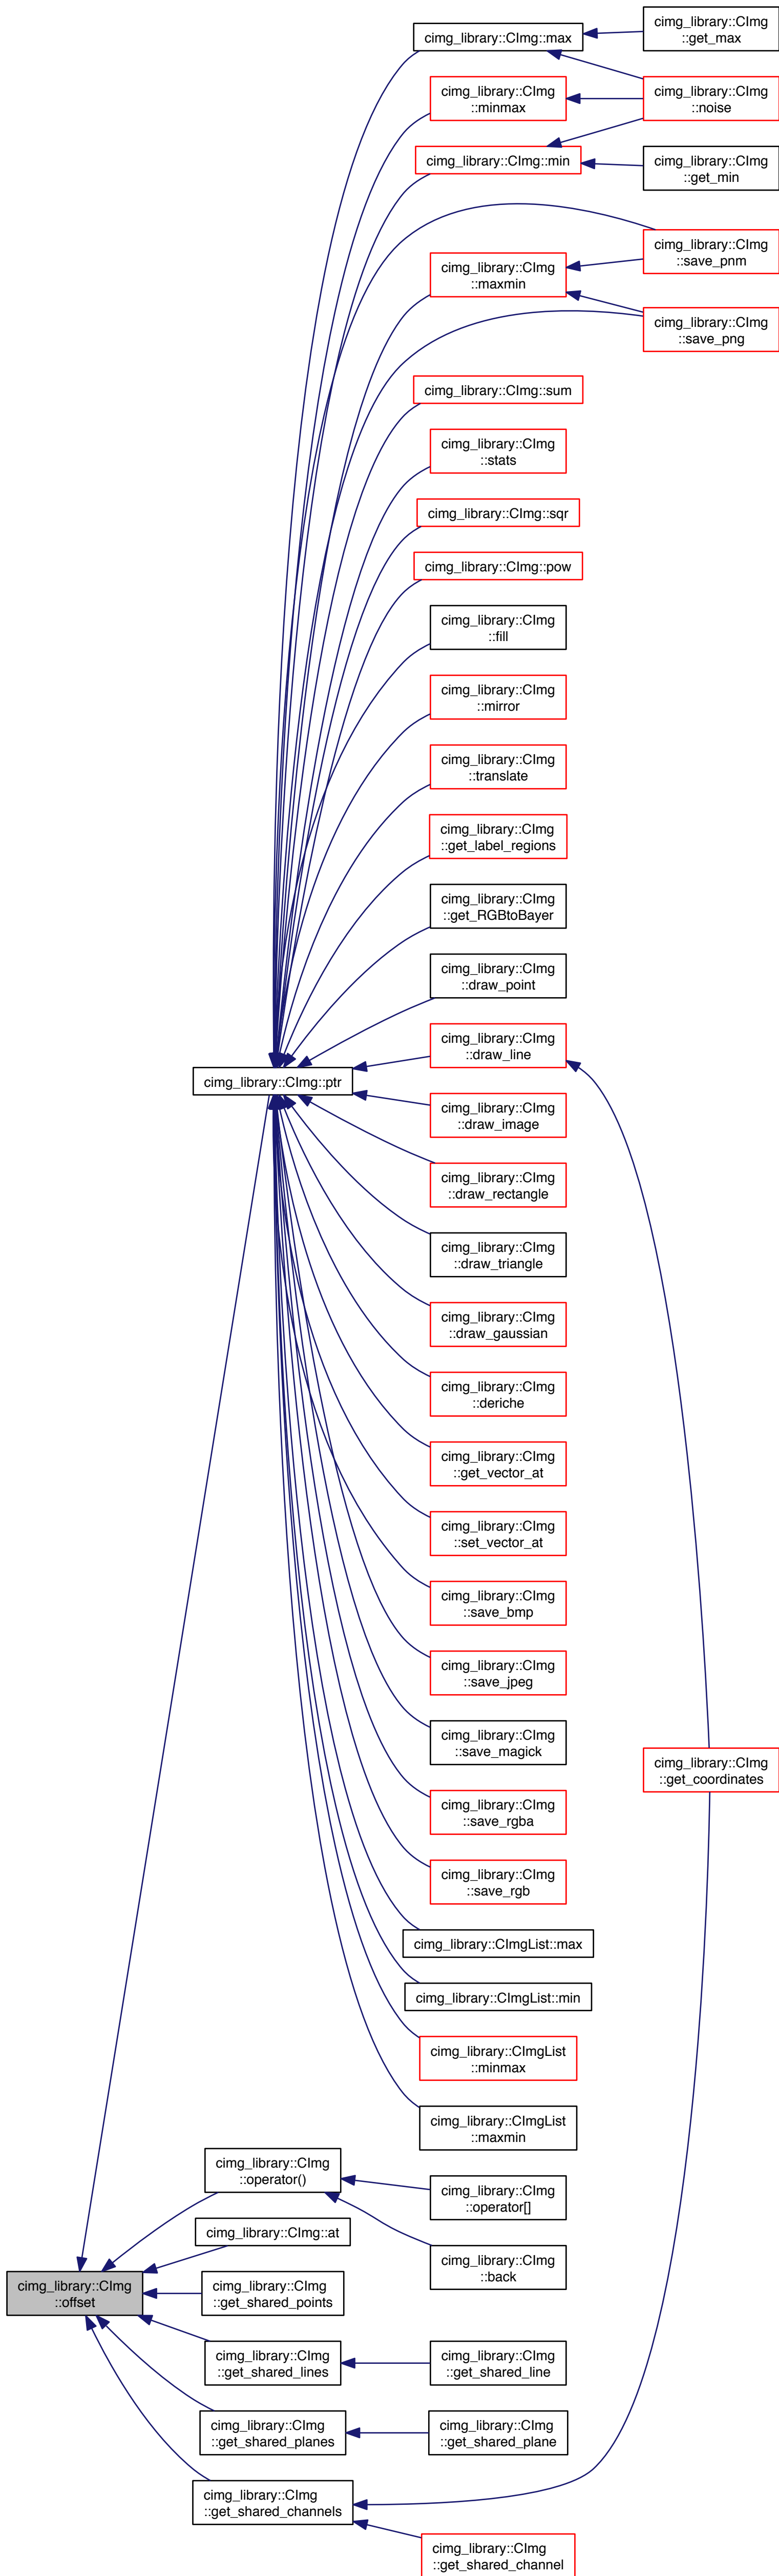 cimg_library::CImg::max
cimg_library::CImg
::get_max
cimg_library::CImg
::minmax
cimg_library::CImg
::noise
cimg_library::CImg::min
cimg_library::CImg
::get_min
cimg_library::CImg
::save_pnm
cimg_library::CImg
::maxmin
cimg_library::CImg
::save_png
cimg_library::CImg::sum
cimg_library::CImg
::stats
cimg_library::CImg::sqr
cimg_library::CImg::pow
cimg_library::CImg
::fill
cimg_library::CImg
::mirror
cimg_library::CImg
::translate
cimg_library::CImg
::get_label_regions
cimg_library::CImg
::get_RGBtoBayer
cimg_library::CImg
::draw_point
cimg_library::CImg
::draw_line
cimg_library::CImg::ptr
cimg_library::CImg
::draw_image
cimg_library::CImg
::draw_rectangle
cimg_library::CImg
::draw_triangle
cimg_library::CImg
::draw_gaussian
cimg_library::CImg
::deriche
cimg_library::CImg
::get_vector_at
cimg_library::CImg
::set_vector_at
cimg_library::CImg
::save_bmp
cimg_library::CImg
::save_jpeg
cimg_library::CImg
::save_magick
cimg_library::CImg
::get_coordinates
cimg_library::CImg
::save_rgba
cimg_library::CImg
::save_rgb
cimg_library::CImgList::max
cimg_library::CImgList::min
cimg_library::CImgList
::minmax
cimg_library::CImgList
::maxmin
cimg_library::CImg
::operator()
cimg_library::CImg
::operator[]
cimg_library::CImg::at
cimg_library::CImg
::back
cimg_library::CImg
::offset
cimg_library::CImg
::get_shared_points
cimg_library::CImg
::get_shared_lines
cimg_library::CImg
::get_shared_line
cimg_library::CImg
::get_shared_planes
cimg_library::CImg
::get_shared_plane
cimg_library::CImg
::get_shared_channels
cimg_library::CImg
::get_shared_channel